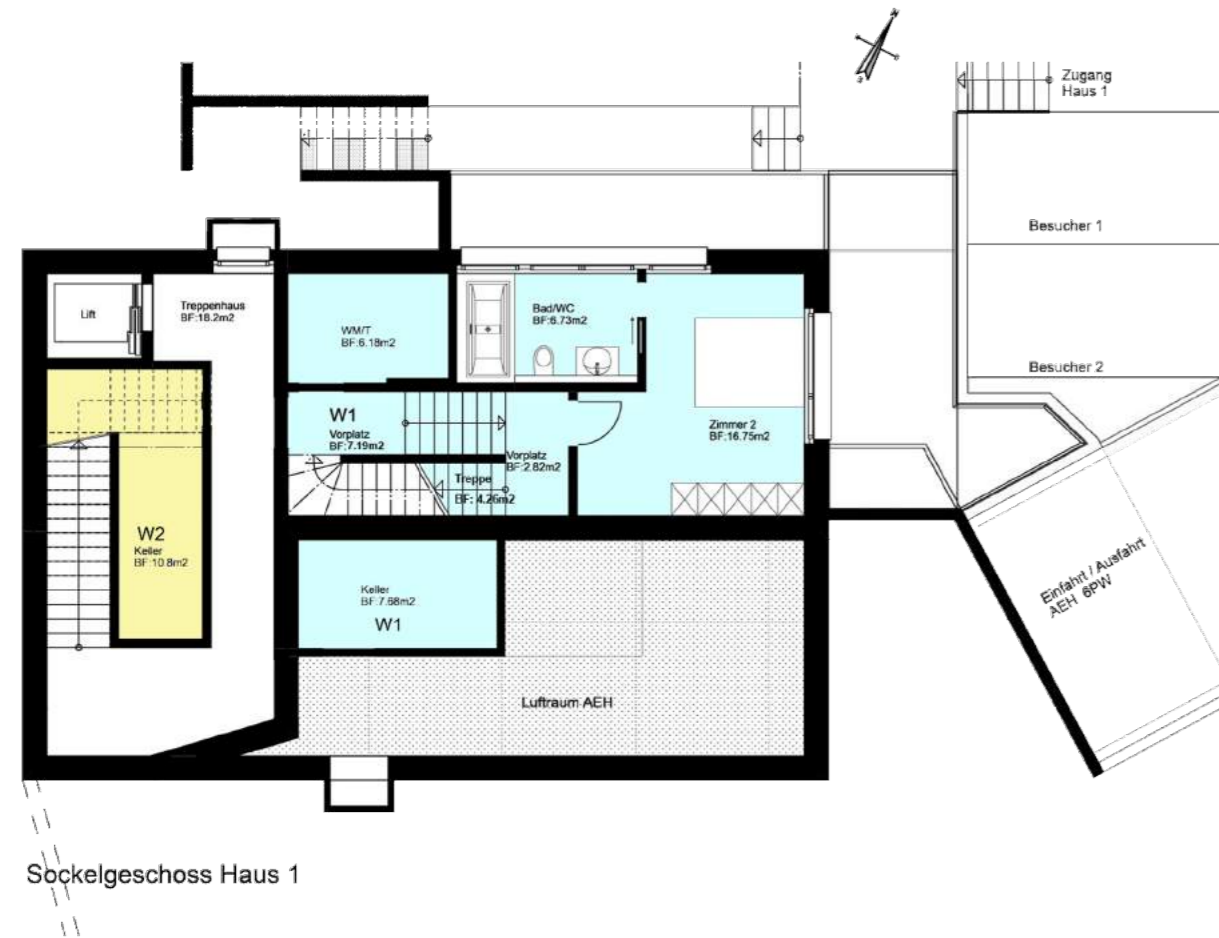 Zugang
Haus 1
Besucher 1
Besucher 2
Lift
Treppenhaus
BF:18.2m2
WM/T
BF:6.18m2
Bad/WC
BF:6.73m2
W1
Vorplatz
BF:7.19m2
Vorplatz
BF:2.82m2
Treppe
BF: 4.26m2
Zimmer 2
BF:16.75m2
W2
Keller
BF:10.8m2
Keller
BF:7.68m2
W1
Einfahrt / Ausfahrt
AEH 6PW
Luftraum AEH
Sockelgeschoss Haus 1